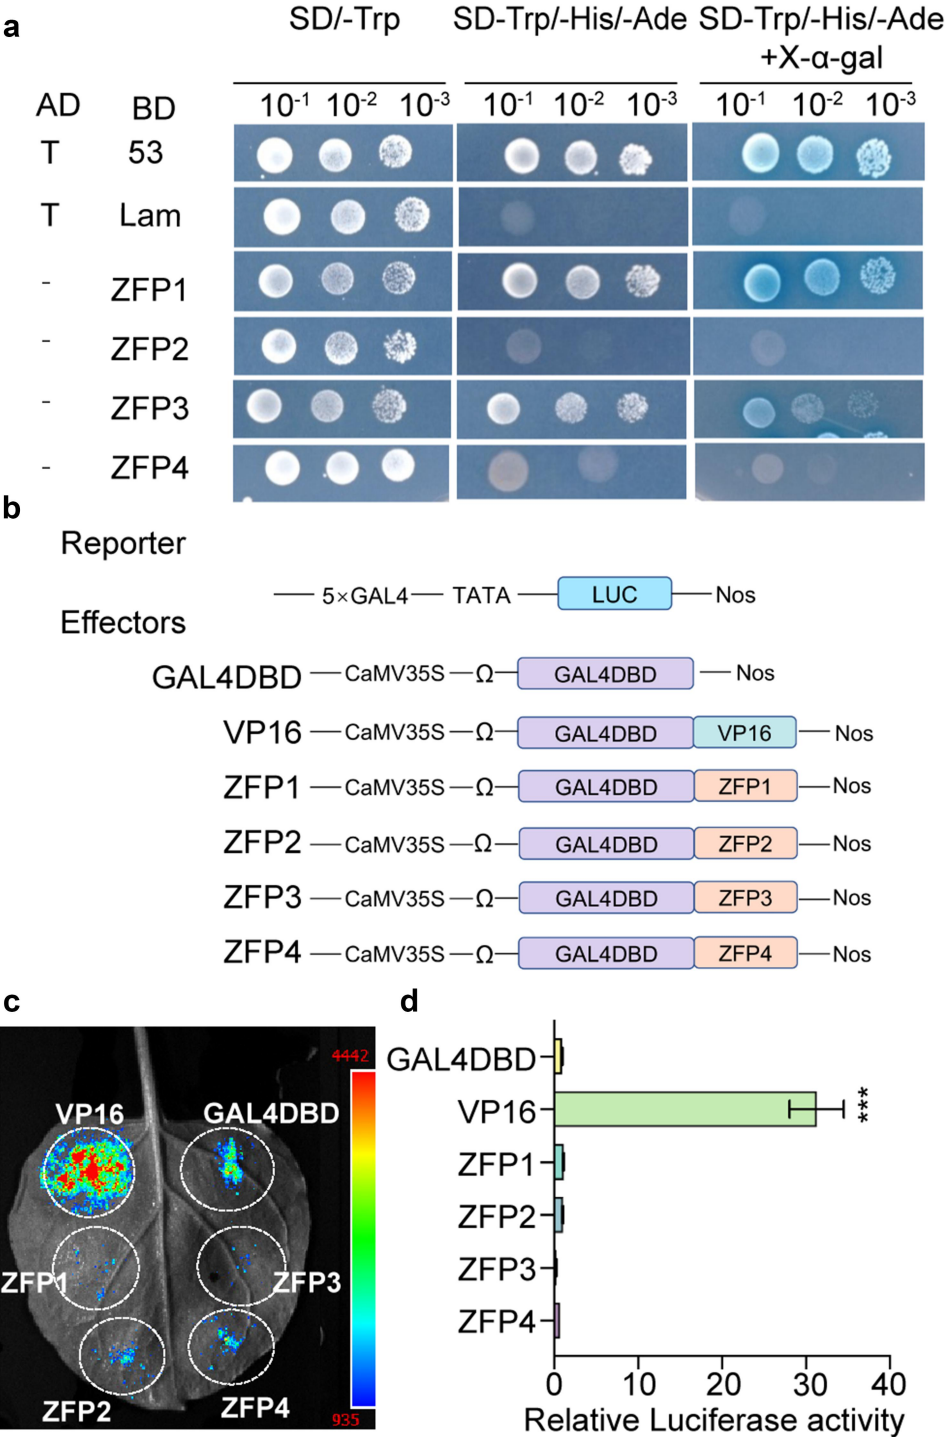 a
SD/-Trp SD-Trp/-His/-Ade SD-Trp/-His/-Ade
+X-α-gal
AD BD 10-1 10-2 10-3 10-1 10-2 10-3 10-1 10-2 10-3
T 53
T Lam
- ZFP1
- ZFP2
- ZFP3
- ZFP4
b
Reporter
5×GAL4 TATA LUC Nos
Effectors
GAL4DBD CaMV35S Ω GAL4DBD Nos
VP16 CaMV35S Ω GAL4DBD VP16 Nos
ZFP1 CaMV35S Ω GAL4DBD ZFP1 Nos
ZFP2 CaMV35S Ω GAL4DBD ZFP2 Nos
ZFP3 CaMV35S Ω GAL4DBD ZFP3 Nos
ZFP4 CaMV35S Ω GAL4DBD ZFP4 Nos
c
4442
VP16 GAL4DBD
ZFP1 ZFP3
ZFP2 ZFP4
935
d
GAL4DBD
VP16 ***
ZFP1
ZFP2
ZFP3
ZFP4
0 10 20 30 40
Relative Luciferase activity